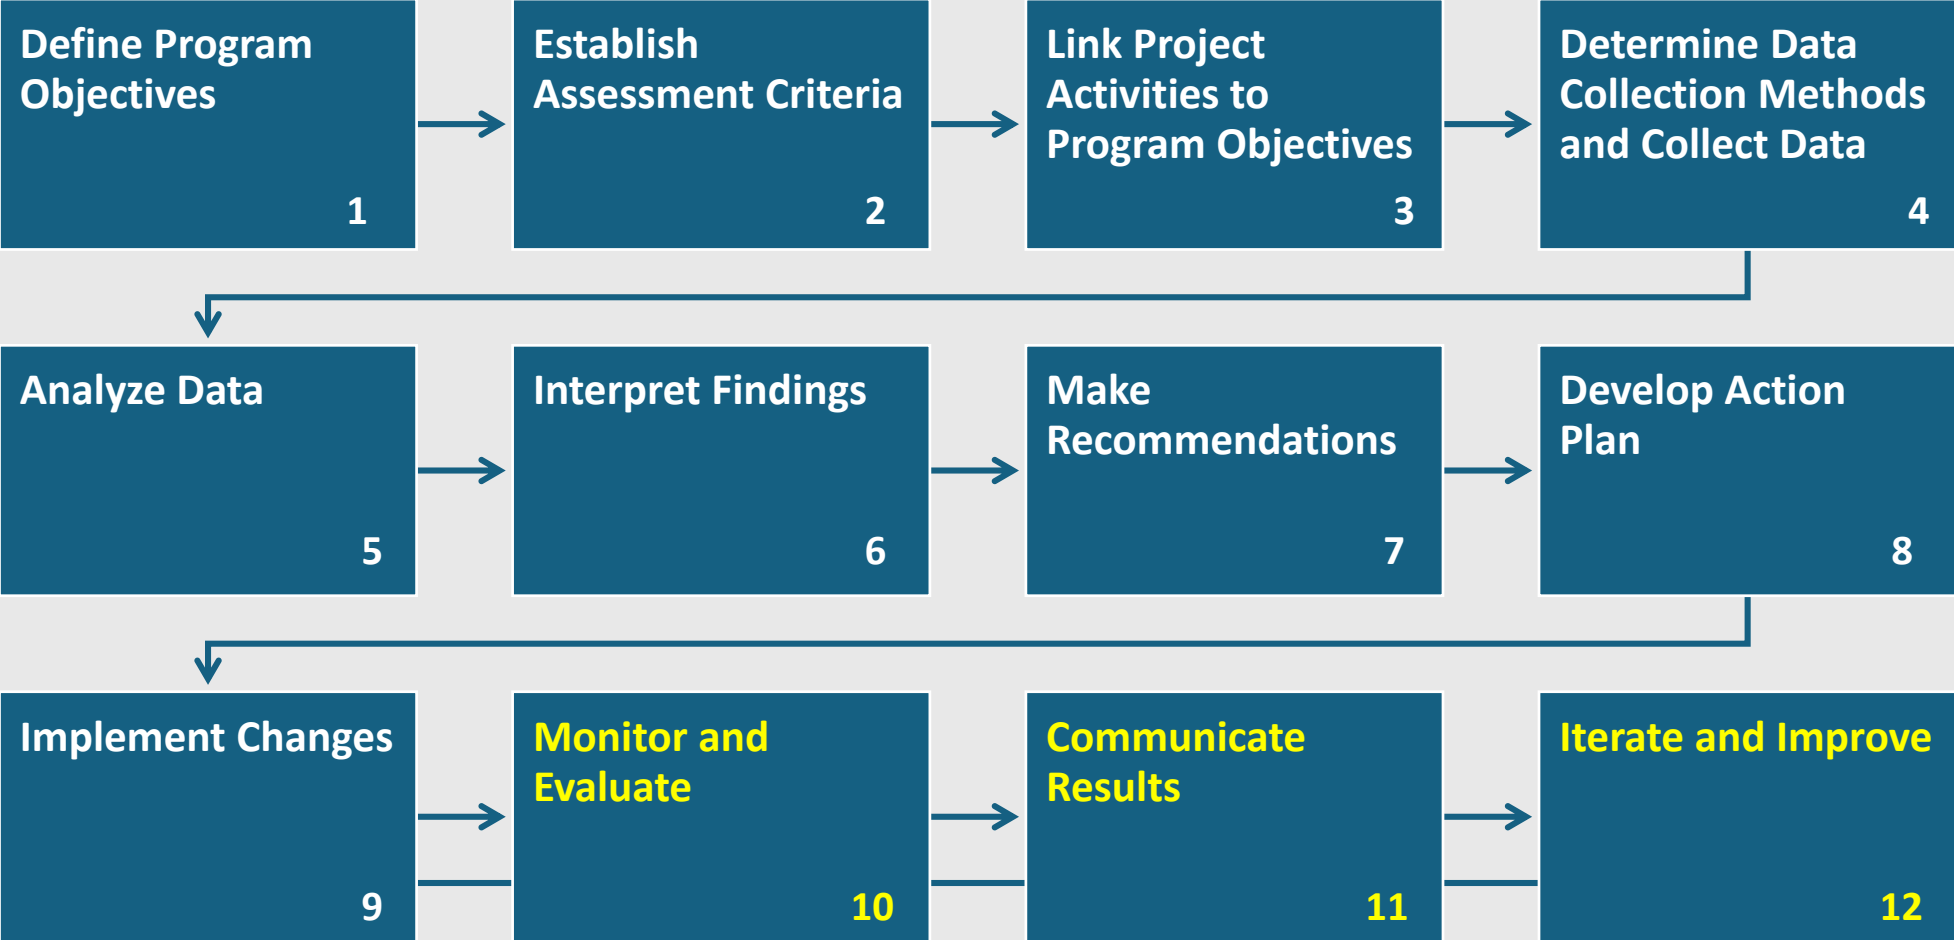 Define Program
Objectives
1
Establish
Assessment Criteria
2
Link Project
Activities to
Program Objectives
3
Determine Data
Collection Methods
and Collect Data
4
Analyze Data
5
Interpret Findings
6
Make
Recommendations
7
Develop Action
Plan
8
Implement Changes
9
Monitor and
Evaluate
10
Communicate
Results
11
Iterate and Improve
12